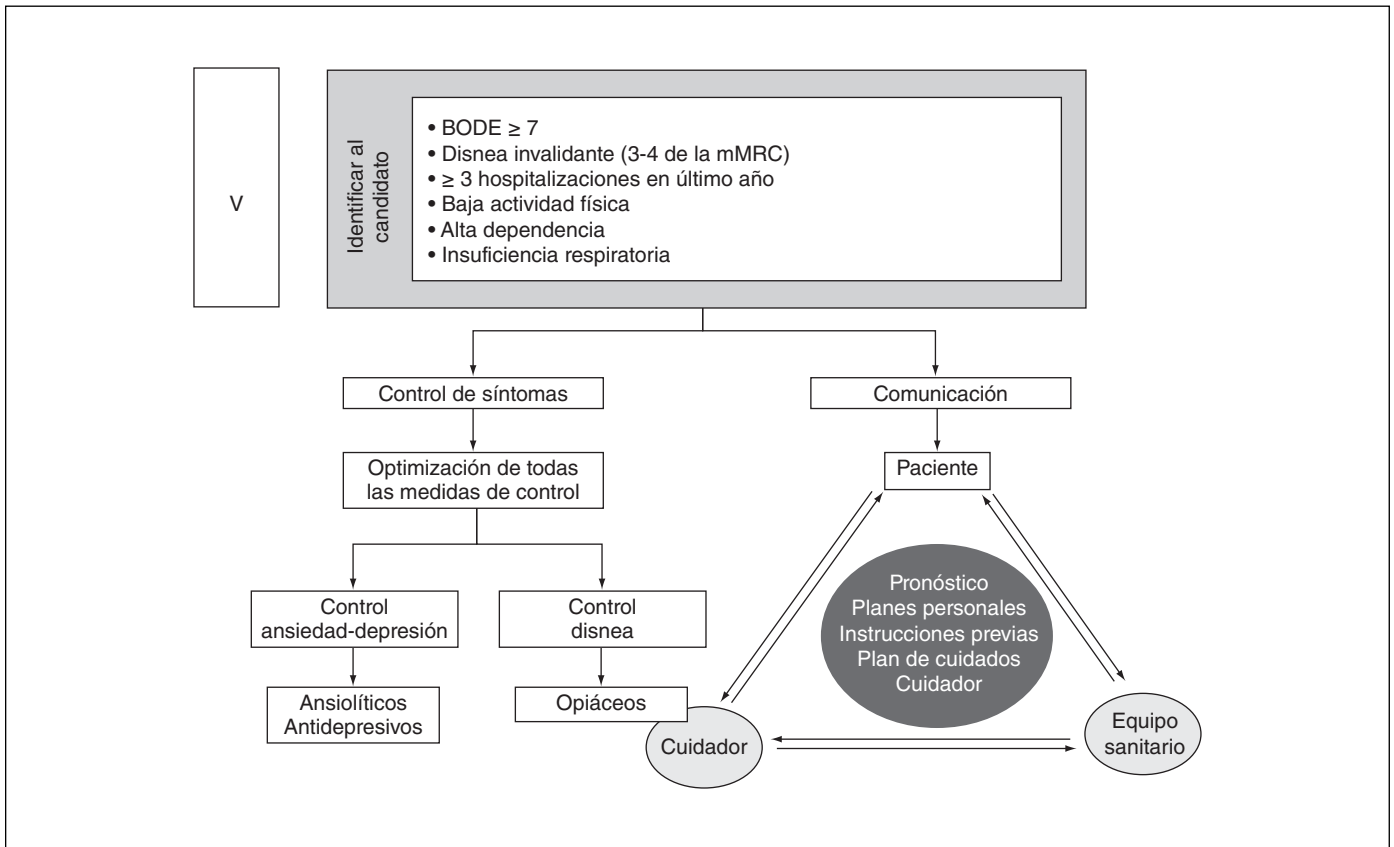 V
Identificar al
candidato
• BODE ≥ 7
• Disnea invalidante (3-4 de la mMRC)
• ≥ 3 hospitalizaciones en último año
• Baja actividad física
• Alta dependencia
• Insuficiencia respiratoria
Control de síntomas
Comunicación
Optimización de todas
las medidas de control
Paciente
Control
ansiedad-depresión
Control
disnea
Ansiolíticos
Antidepresivos
Opiáceos
Pronóstico
Planes personales
Instrucciones previas
Plan de cuidados
Cuidador
Cuidador
Equipo
sanitario